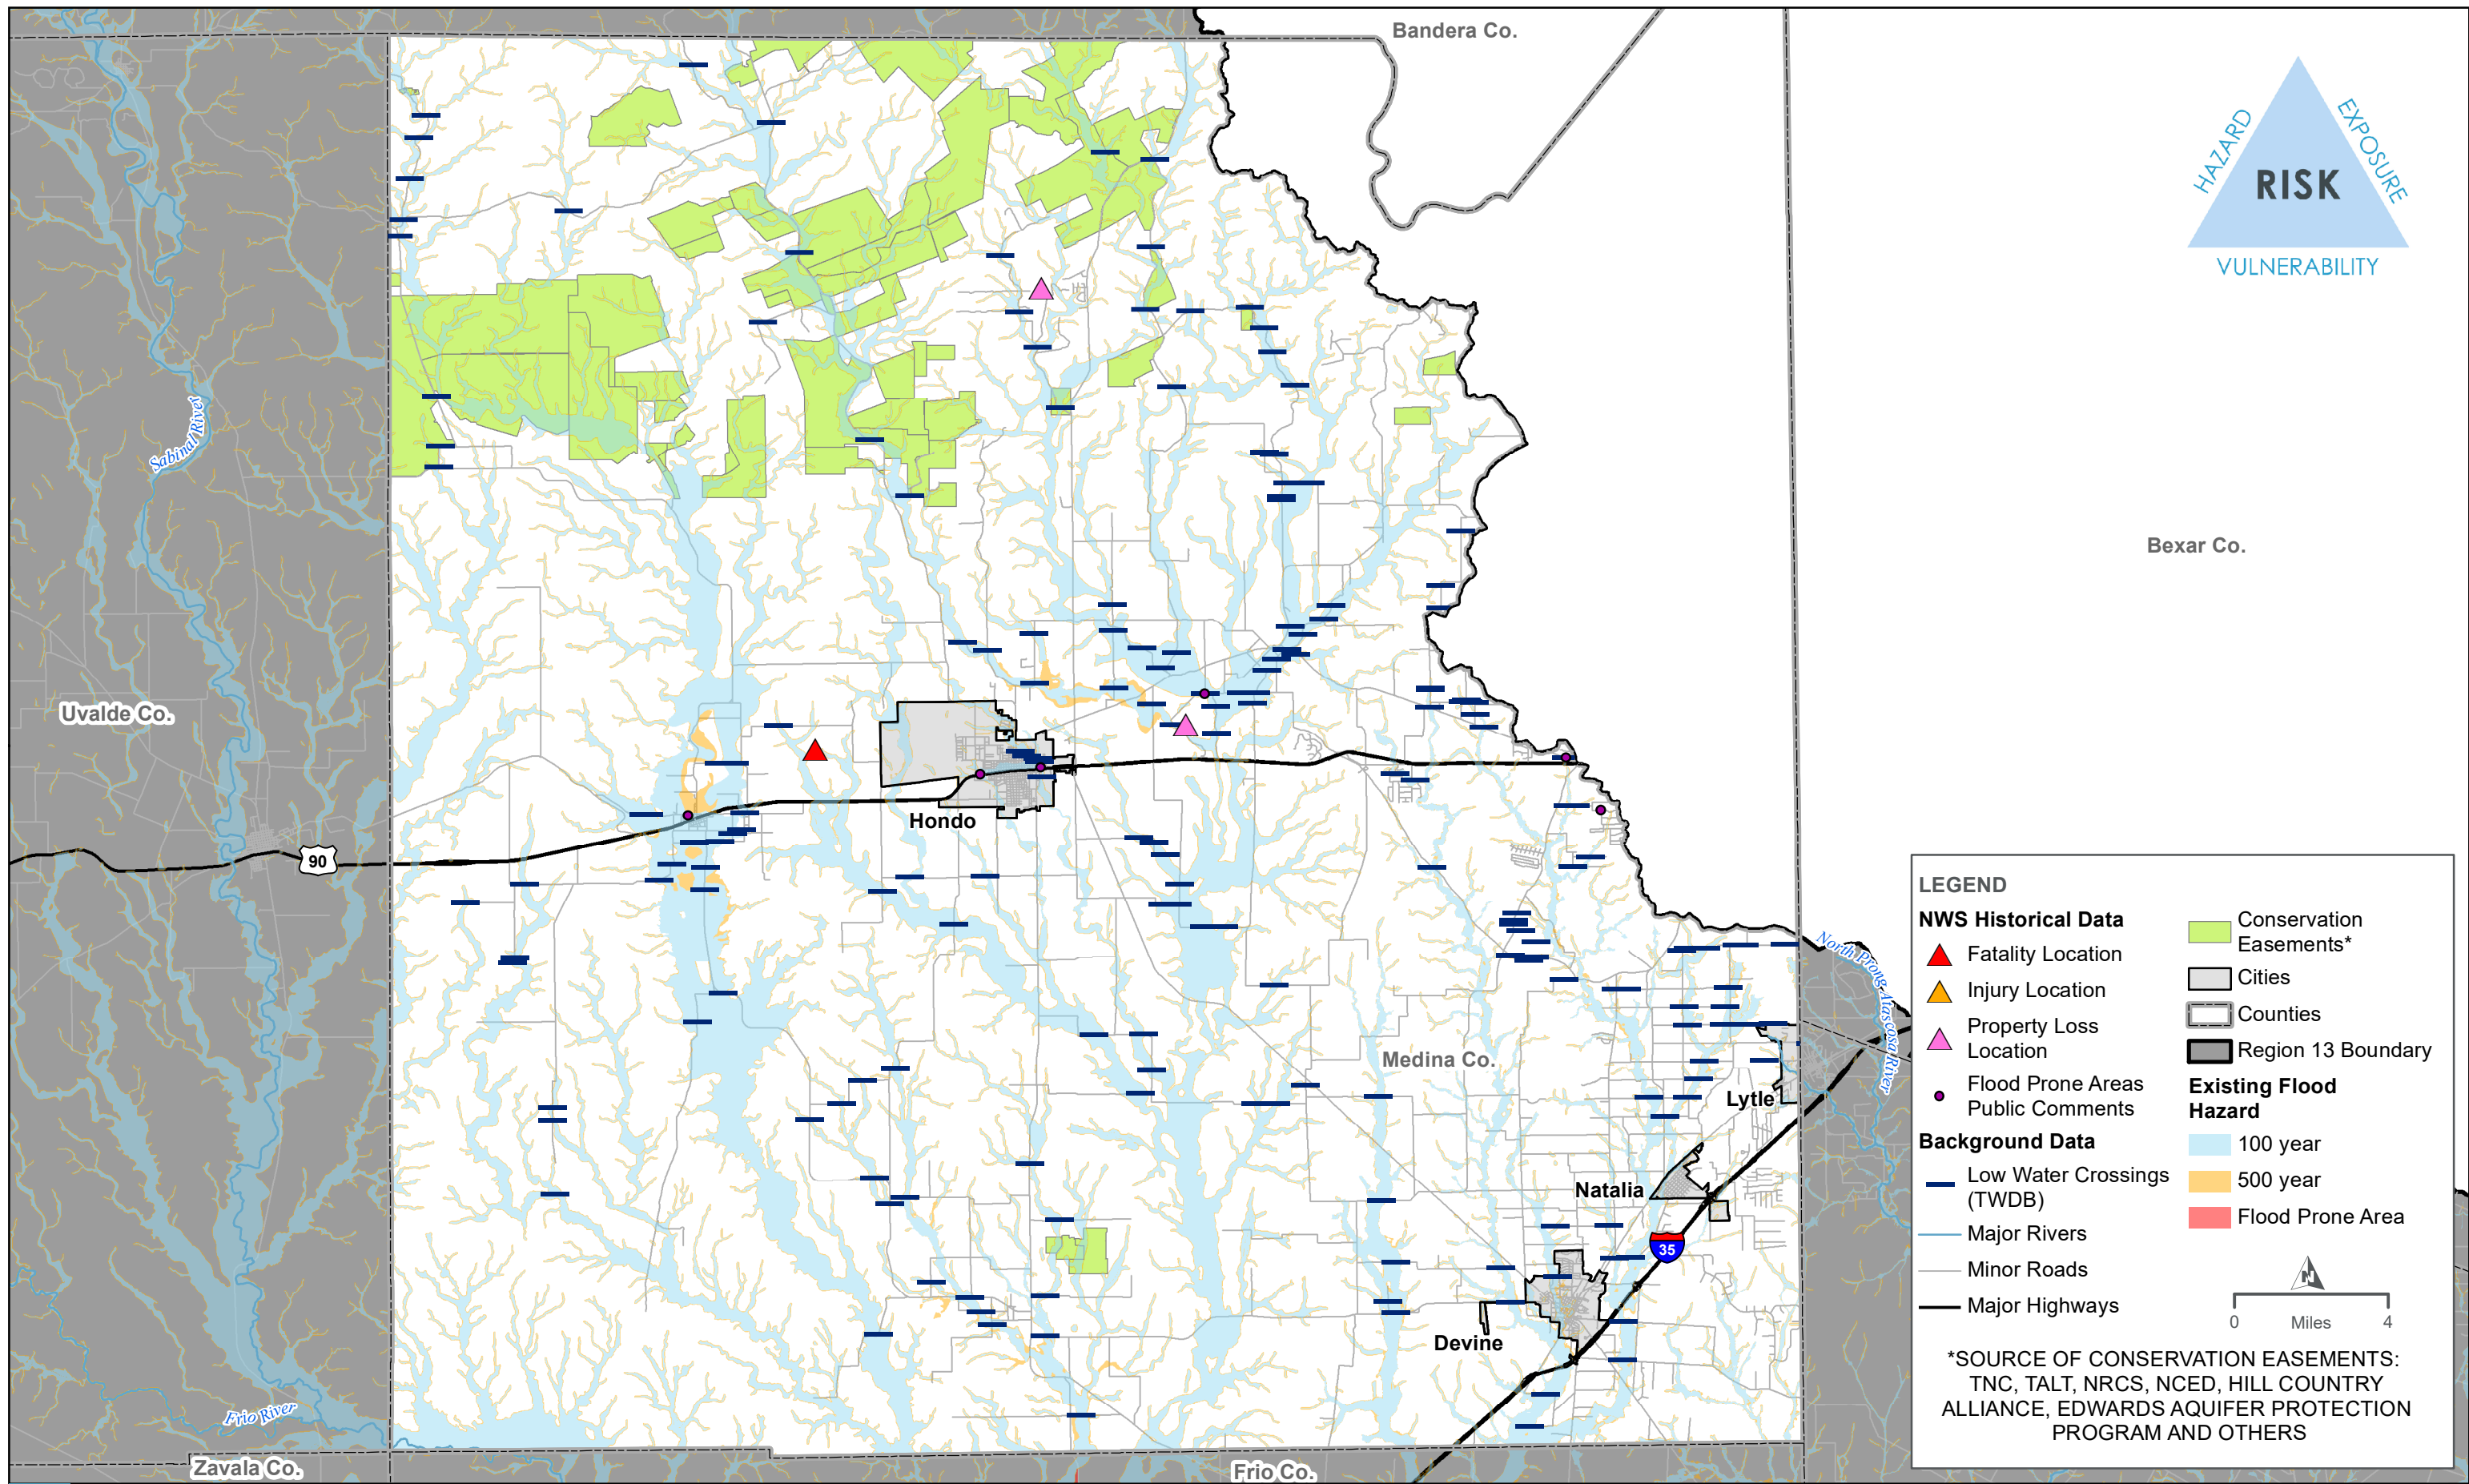 Bandera Co.
HAZARD
EXPOSURE
RISK
VULNERABILITY
Sabinal River
Bexar Co.
Uvalde Co.
Hondo
90
North Prong Atascosa River
Medina Co.
Lytle
Natalia
35
Devine
Frio River
Zavala Co.
Frio Co.
LEGEND
NWS Historical Data
Fatality Location
Injury Location
Property Loss
Location
Flood Prone Areas
Public Comments
Background Data
Low Water Crossings
(TWDB)
Major Rivers
Minor Roads
Major Highways
Conservation
Easements*
Cities
Counties
Region 13 Boundary
Existing Flood
Hazard
100 year
500 year
Flood Prone Area
N
0 Miles 4
*SOURCE OF CONSERVATION EASEMENTS:
TNC, TALT, NRCS, NCED, HILL COUNTRY
ALLIANCE, EDWARDS AQUIFER PROTECTION
PROGRAM AND OTHERS